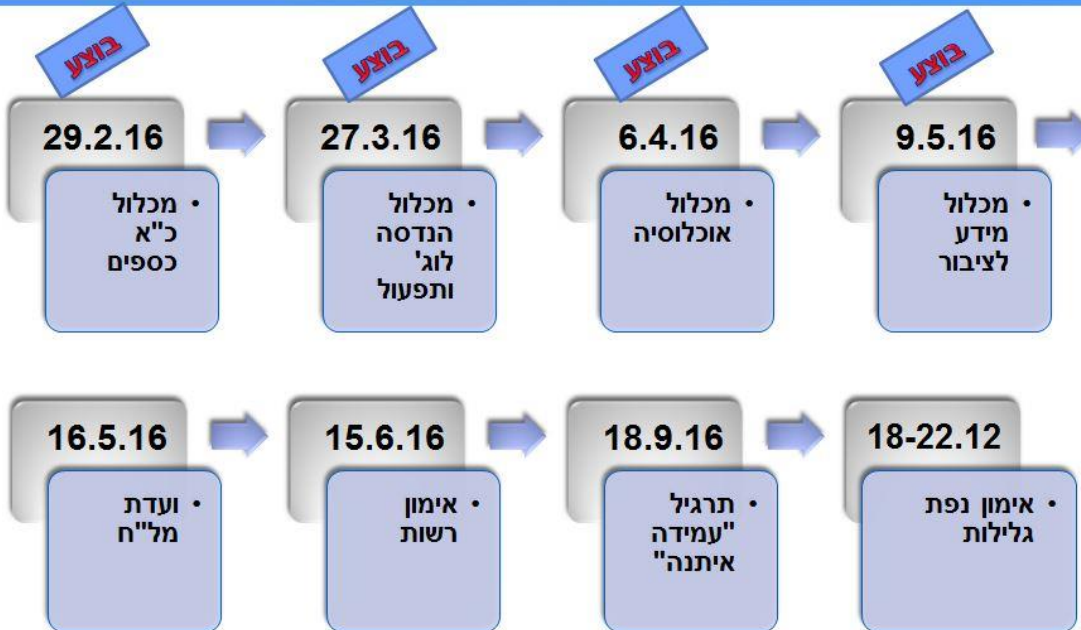 בוצע
29.2.16
• מכלול
כ"א
כספים
בוצע
27.3.16
• מכלול
הנדסה
לוג'
ותפעול
בוצע
6.4.16
• מכלול
אוכלוסיה
בוצע
9.5.16
• מכלול
מידע
לציבור
16.5.16
• ועדת
מל"ח
15.6.16
• אימון
רשות
18.9.16
• תרגיל
"עמידה
איתנה"
18-22.12
• אימון נפת
גלילות